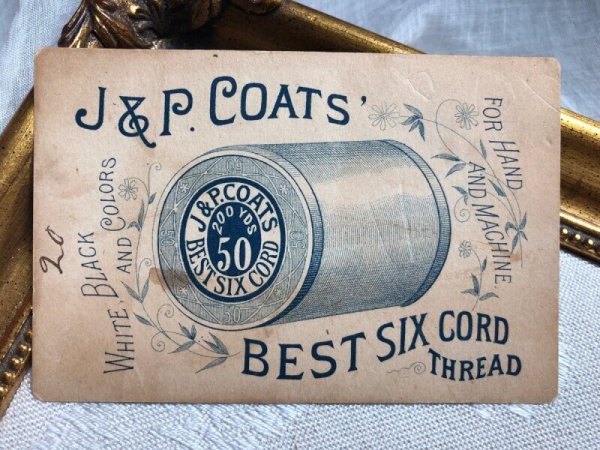 J & P. COATS'
FOR HAND
AND MACHINE.
WHITE, BLACK
AND COLORS
20
J & P. COATS
200 YDS
50
BEST SIX CORD
50
BEST SIX CORD
THREAD